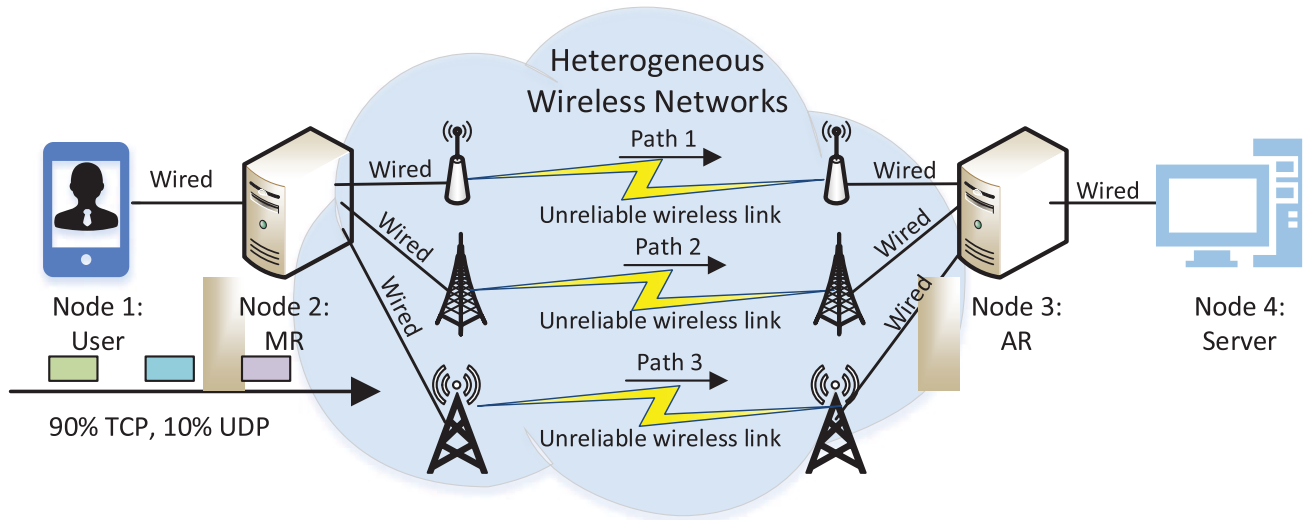 Heterogeneous
Wireless Networks
Path 1
Wired
Wired
Wired
Wired
Unreliable wireless link
Wired
Wired
Path 2
Node 1:
User
Node 2:
MR
Wired
Unreliable wireless link
Wired
Node 3:
AR
Node 4:
Server
Path 3
90% TCP, 10% UDP
Unreliable wireless link